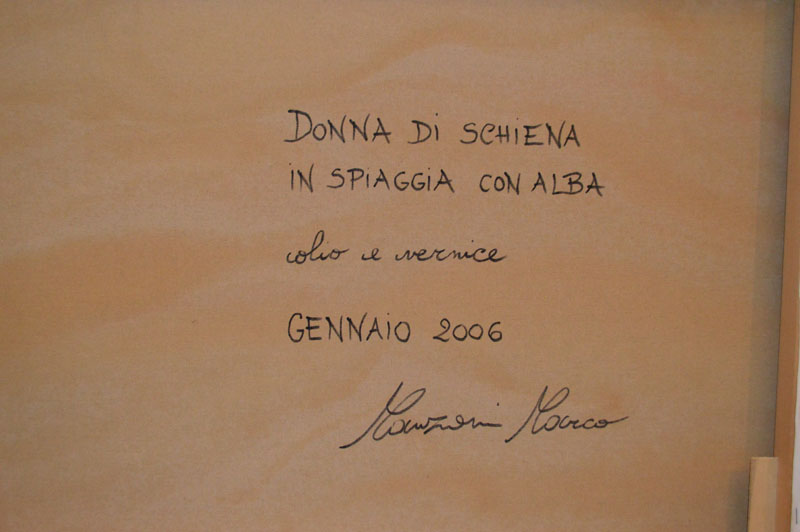 DONNA DI SCHIENA
IN SPIAGGIA CON ALBA
olio e vernice
GENNAIO 2006
Marco